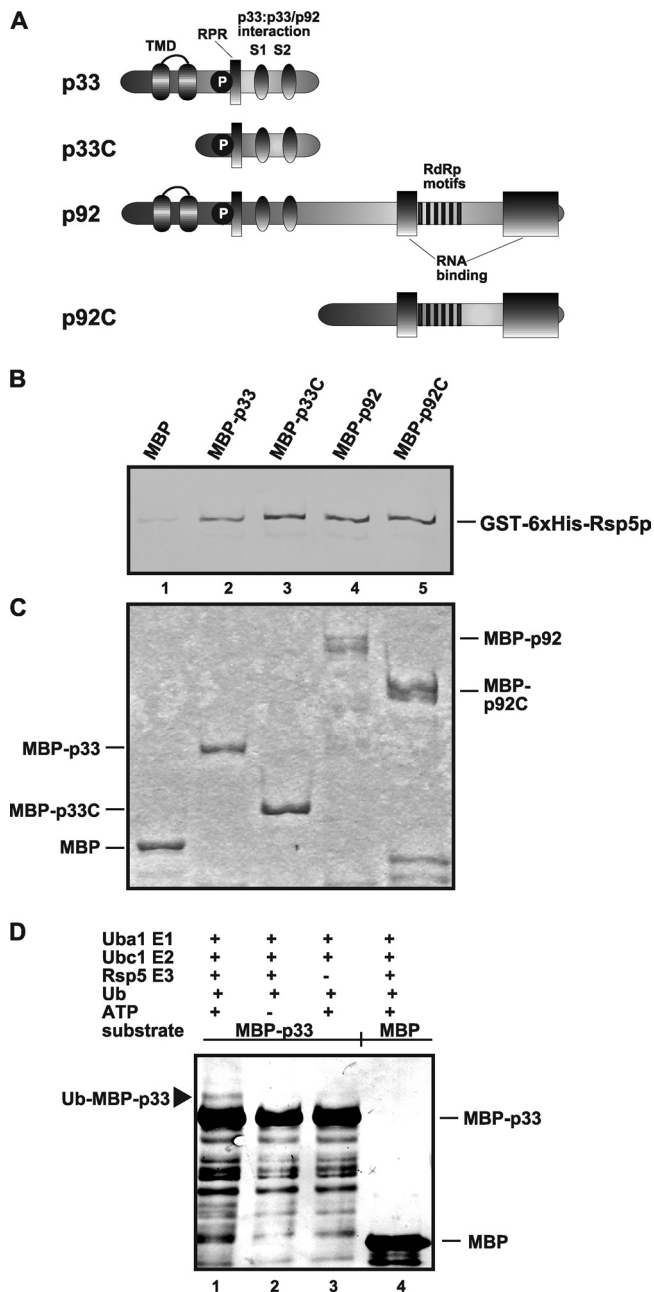 A
p33:p33/p92
interaction
RPR
TMD
S1 S2
p33
P
p33C
P
RdRp
motifs
p92
P
RNA
binding
p92C
B
MBP
MBP-p33
MBP-p33C
MBP-p92
MBP-p92C
GST-6xHis-Rsp5p
1 2 3 4 5
C
MBP-p92
MBP-
p92C
MBP-p33
MBP-p33C
MBP
D
Uba1 E1 + + + +
Ubc1 E2 + + + +
Rsp5 E3 + + - +
Ub + + + +
ATP + - + +
substrate MBP-p33 MBP
Ub-MBP-p33
MBP-p33
MBP
1 2 3 4